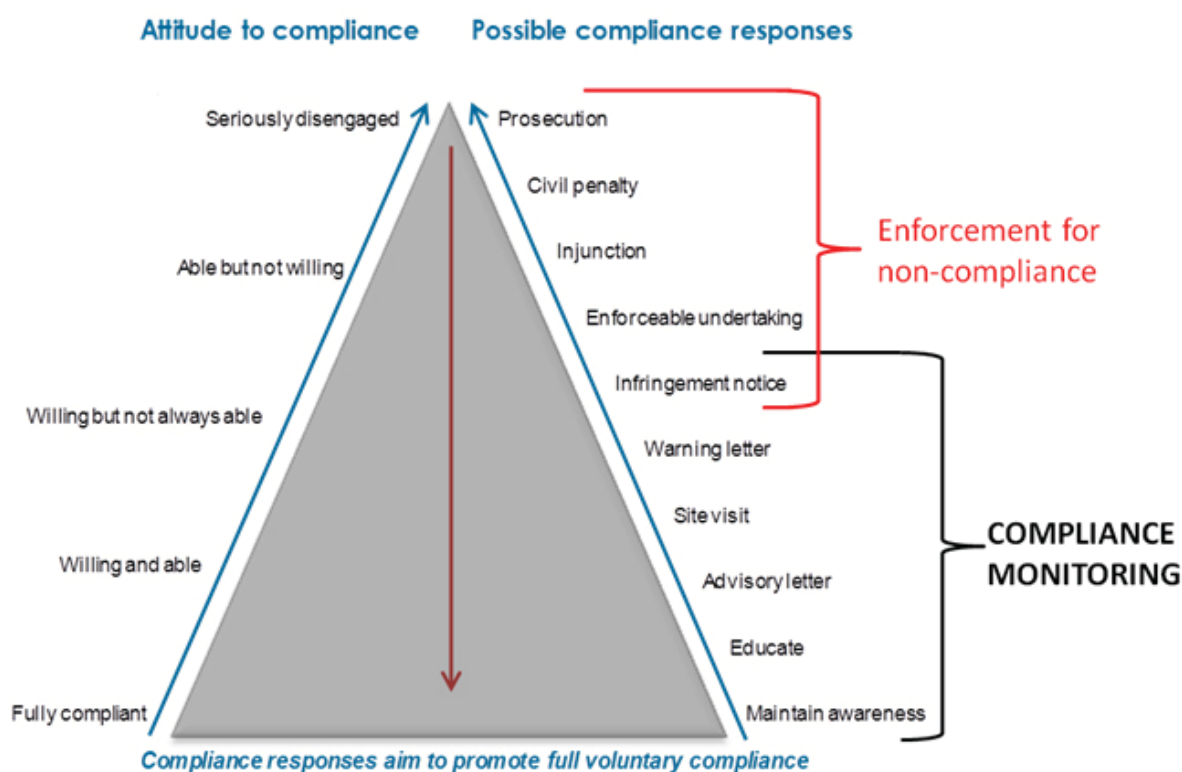 Attitude to compliance
Possible compliance responses
Seriously disengaged
Able but not willing
Willing but not always able
Willing and able
Fully compliant
Prosecution
Civil penalty
Injunction
Enforceable undertaking
Infringement notice
Warning letter
Site visit
Advisory letter
Educate
Maintain awareness
Enforcement for
non-compliance
COMPLIANCE
MONITORING
Compliance responses aim to promote full voluntary compliance